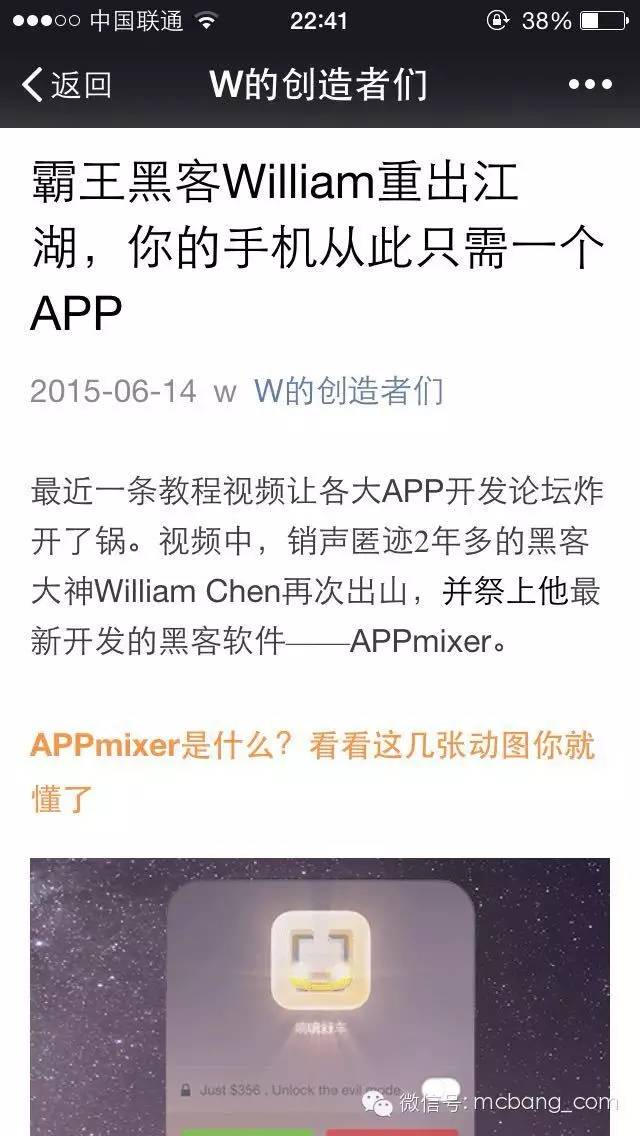 中国联通 22:41 38%
返回 W的创造者们
霸王黑客William重出江
湖，你的手机从此只需一个
APP
2015-06-14 w W的创造者们
最近一条教程视频让各大APP开发论坛炸
开了锅。视频中，销声匿迹2年多的黑客
大神William Chen再次出山，并祭上他最
新开发的黑客软件——APPmixer。
APPmixer是什么？看看这几张动图你就
懂了
Just $356 , Unlock the evil mode
微信号: mcbang_com